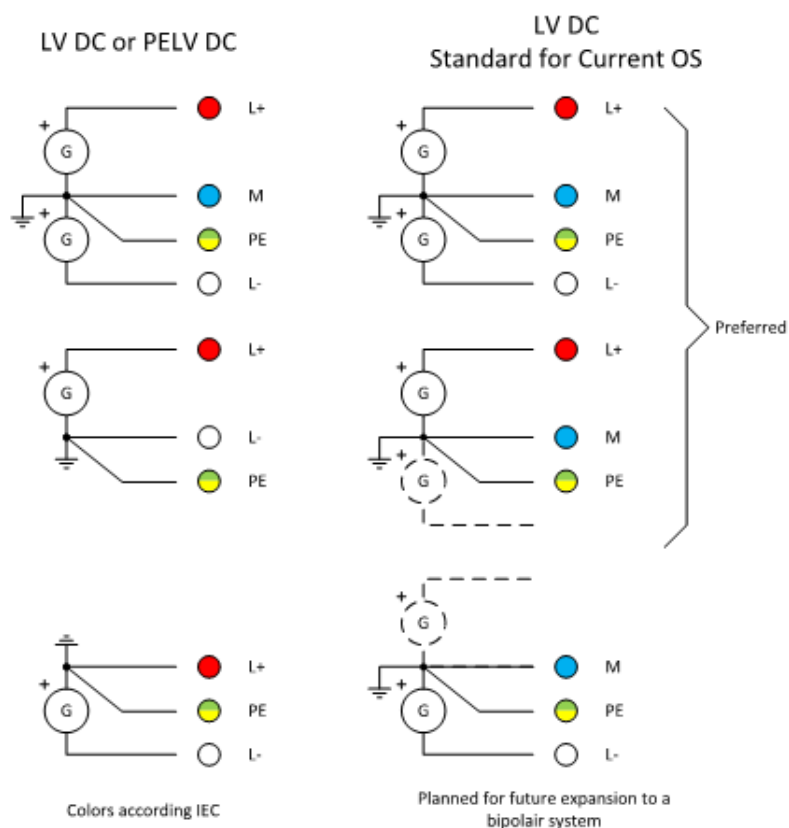 LV DC or PELV DC
LV DC
Standard for Current OS
+ G L+
M
+ G PE
L-
+ G L+
M
+ G PE
L-
Preferred
+ G L+
L-
PE
+ G L+
M
+ G PE
L+
+ G PE
L-
+ G
M
+ G PE
L-
Colors according IEC
Planned for future expansion to a
bipolair system